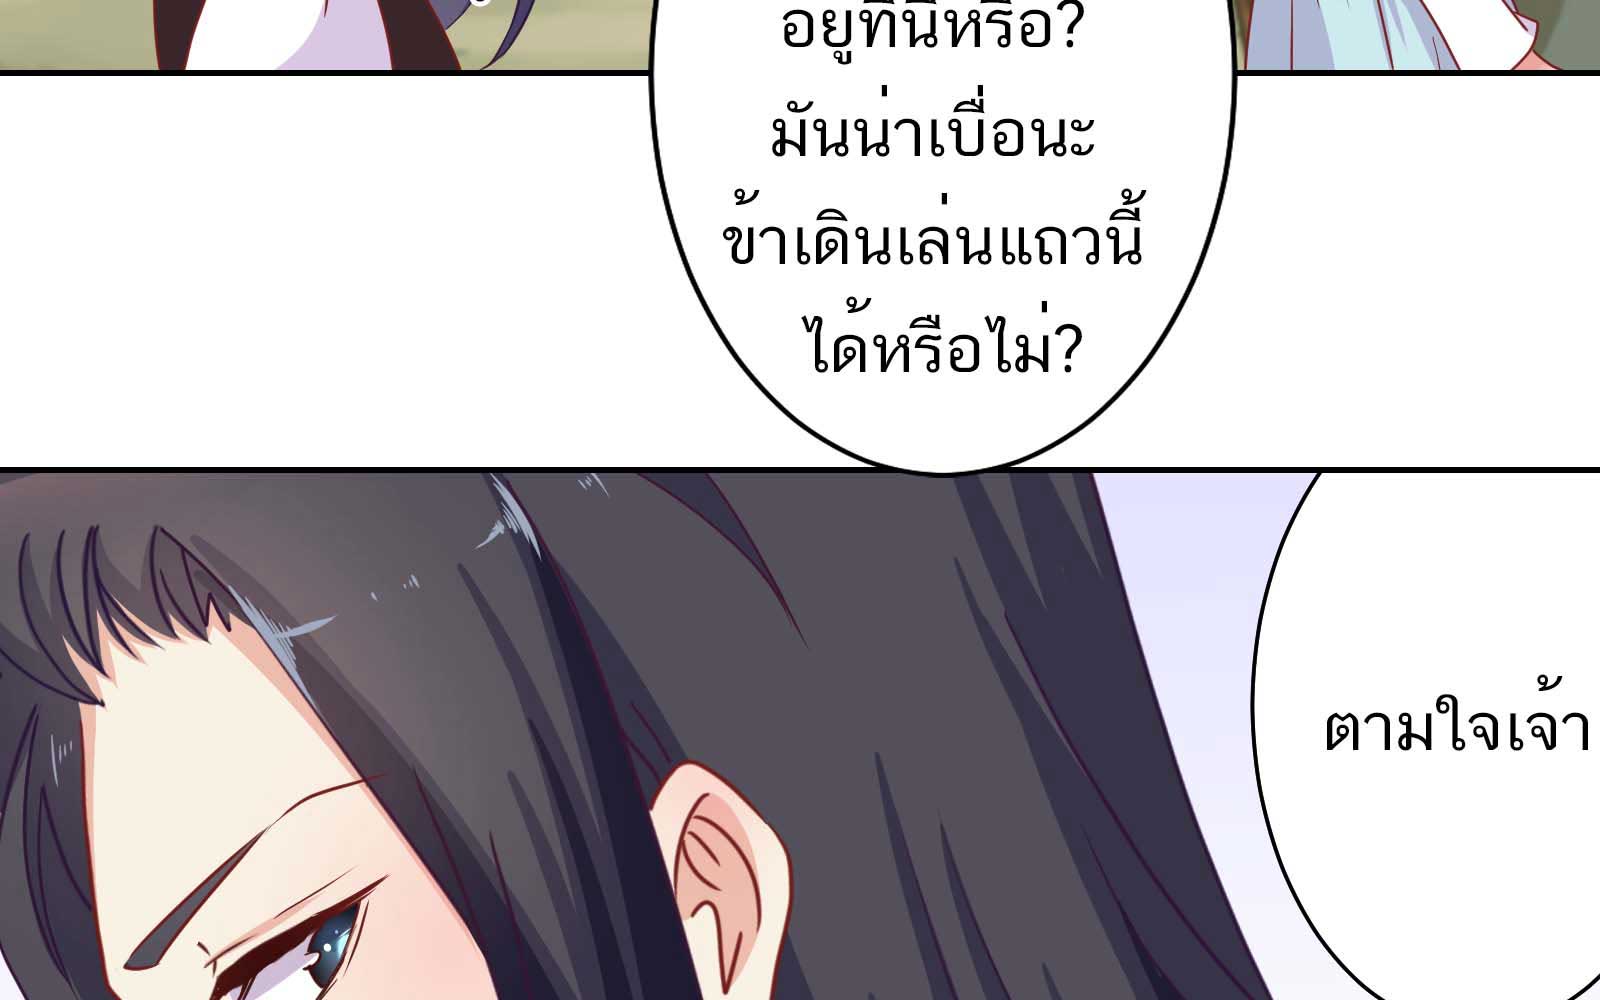 อยู่ที่นี่หรือ?
มันน่าเบื่อนะ
ข้าเดินเล่นแถวนี้
ได้หรือไม่?
ตามใจเจ้า